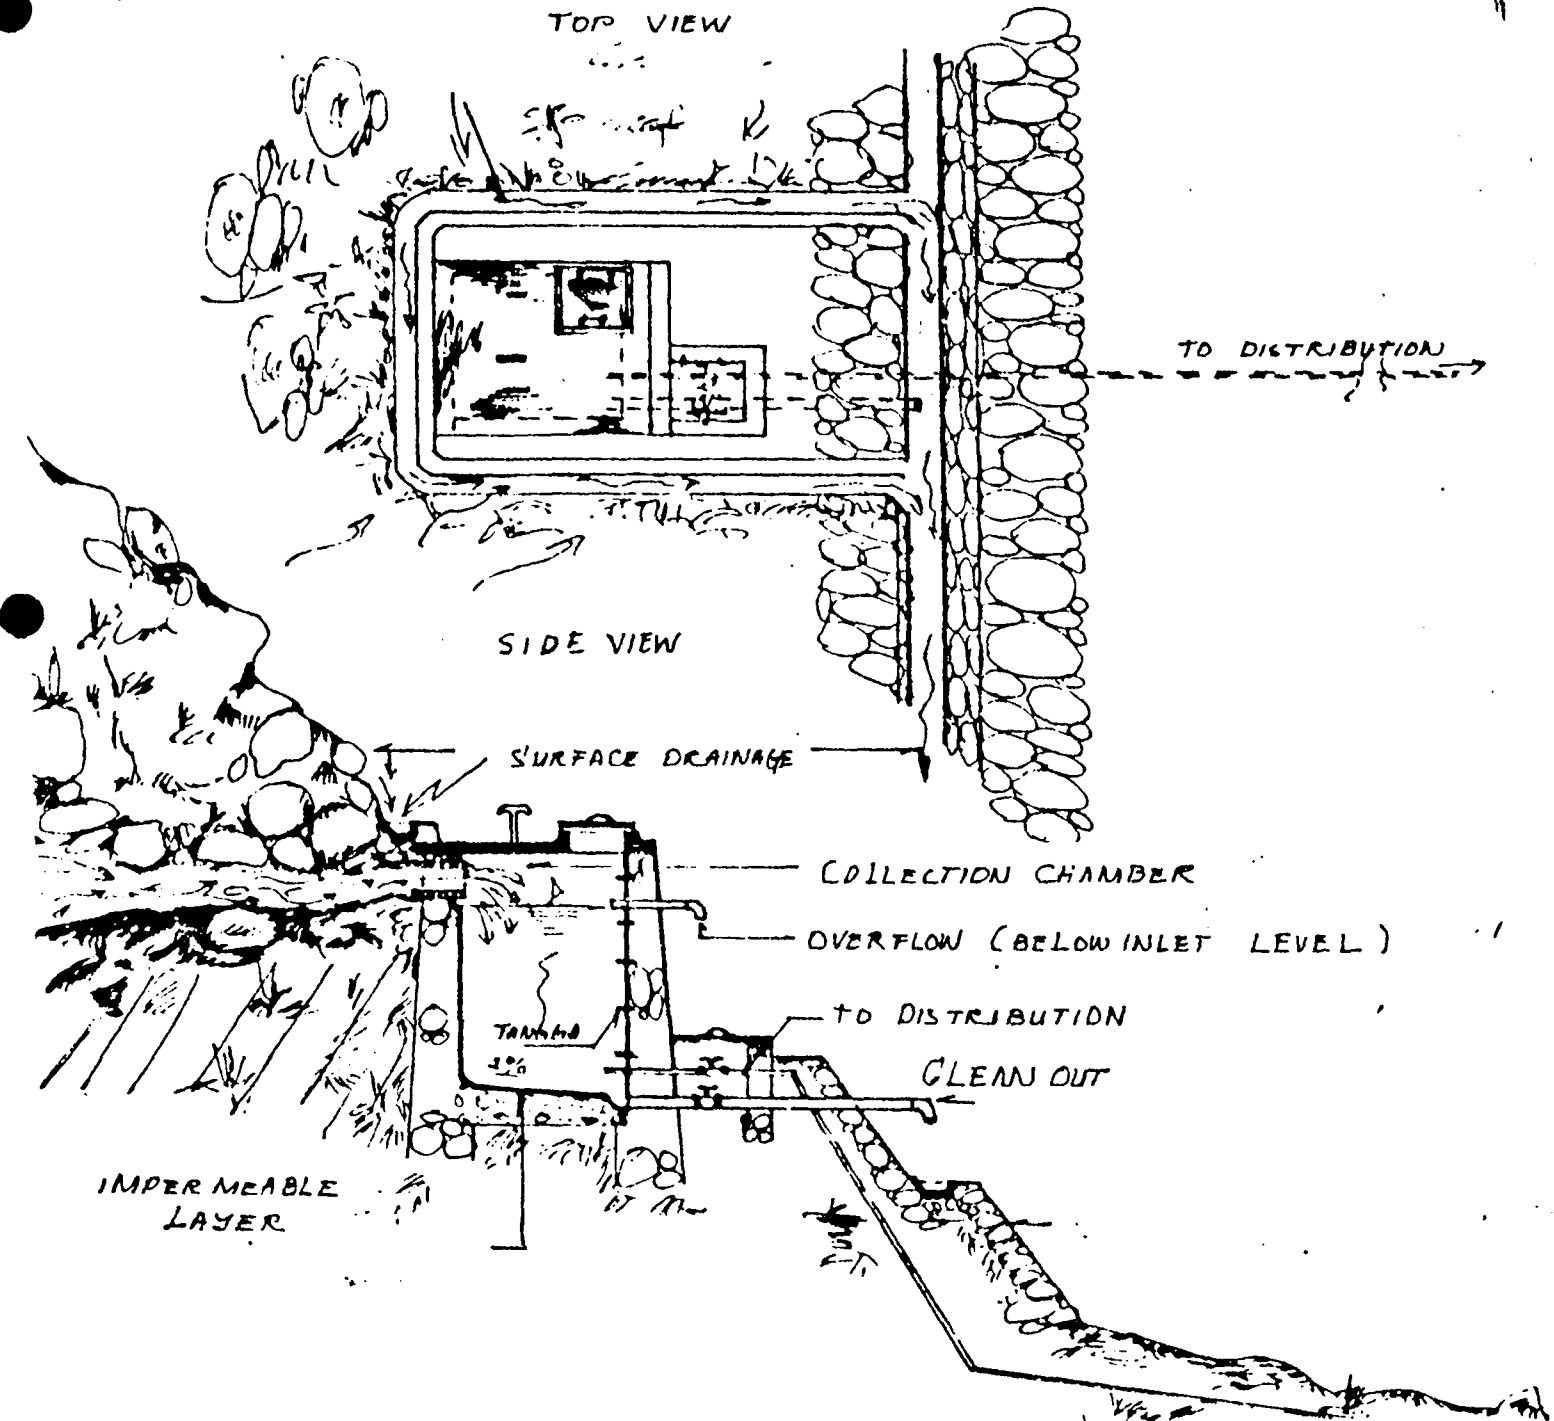 TOP VIEW
TO DISTRIBUTION
SIDE VIEW
SURFACE DRAINAGE
COLLECTION CHAMBER
OVERFLOW (BELOW INLET LEVEL)
TO DISTRIBUTION
CLEAN OUT
IMPERMEABLE
LAYER